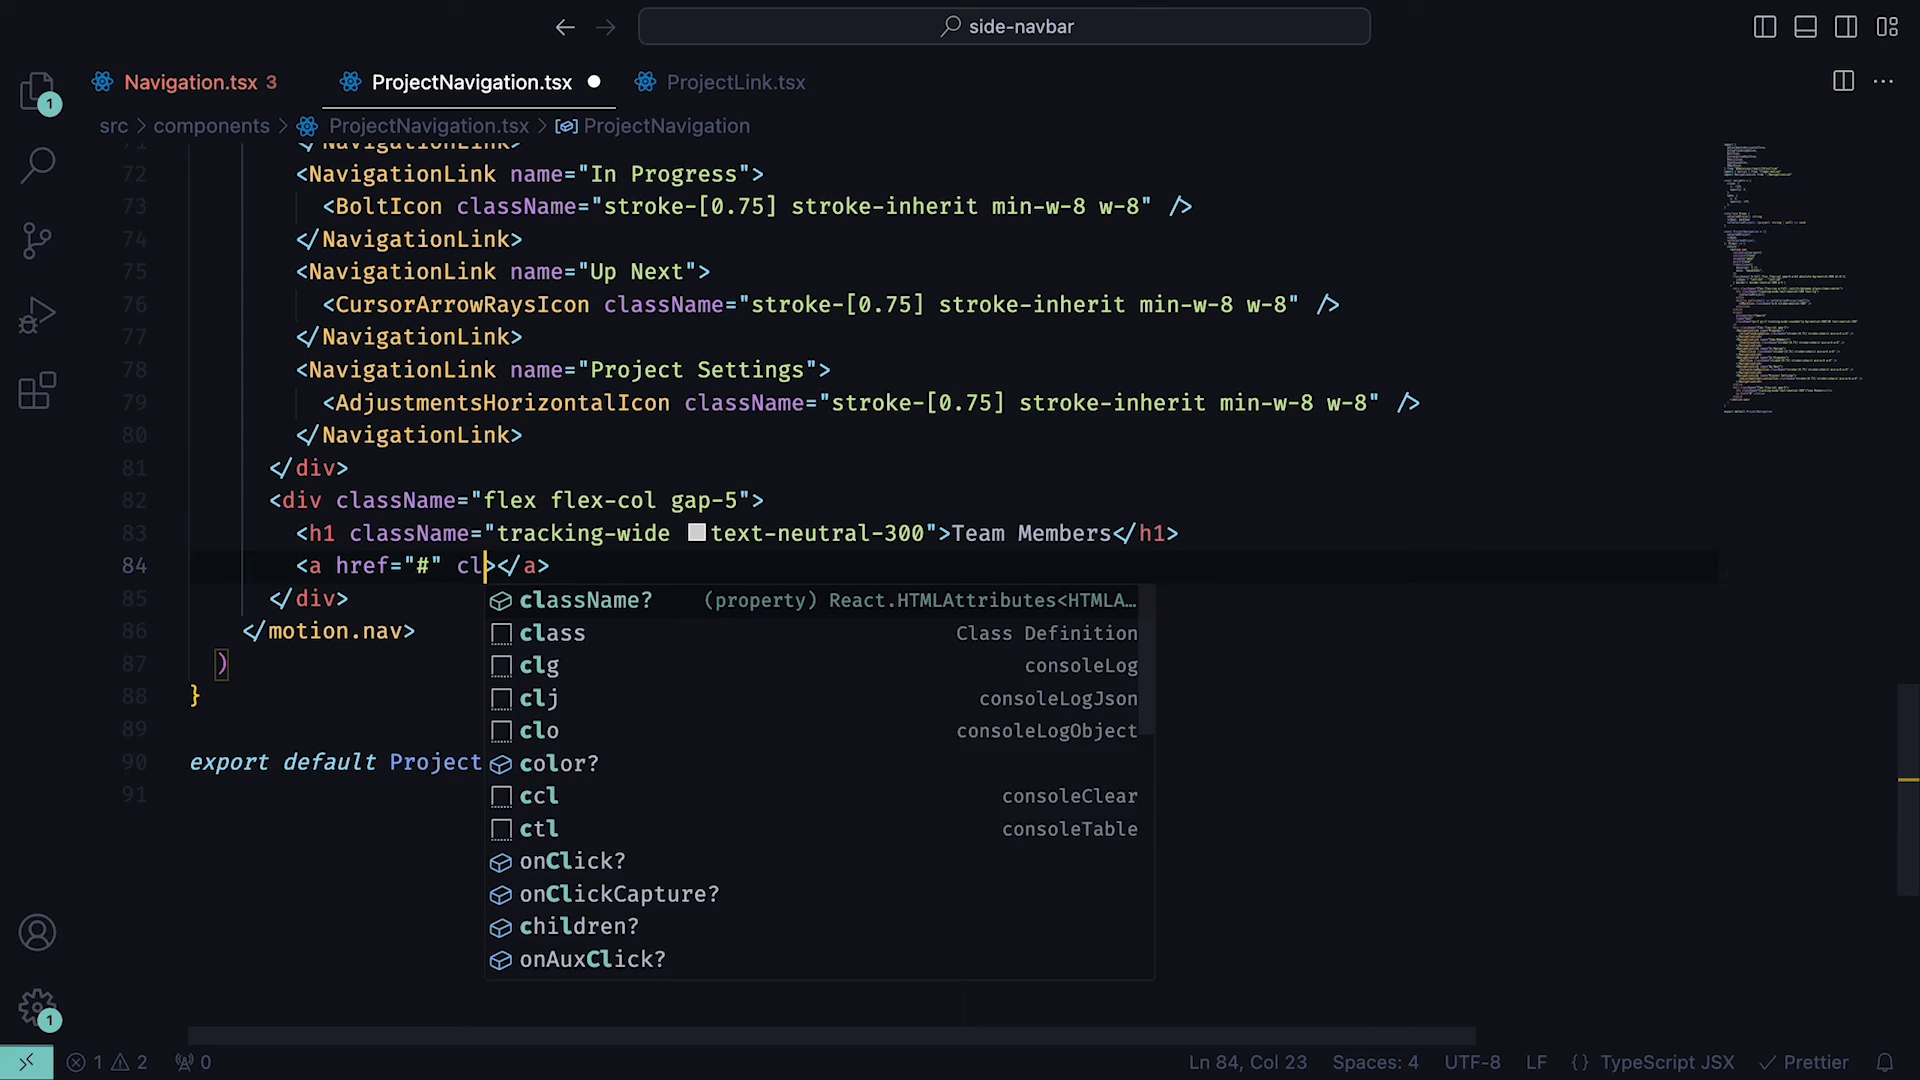 side-navbar
Navigation.tsx 3
ProjectNavigation.tsx
ProjectLink.tsx
1
src > components > ProjectNavigation.tsx > ProjectNavigation
71 </NavigationLink>
72 <NavigationLink name="In Progress">
73 <BoltIcon className="stroke-[0.75] stroke-inherit min-w-8 w-8" />
74 </NavigationLink>
75 <NavigationLink name="Up Next">
76 <CursorArrowRaysIcon className="stroke-[0.75] stroke-inherit min-w-8 w-8" />
77 </NavigationLink>
78 <NavigationLink name="Project Settings">
79 <AdjustmentsHorizontalIcon className="stroke-[0.75] stroke-inherit min-w-8 w-8" />
80 </NavigationLink>
81 </div>
82 <div className="flex flex-col gap-5">
83 <h1 className="tracking-wide text-neutral-300">Team Members</h1>
84 <a href="#" cl></a>
85 </div>
86 </motion.nav>
87 )
88 }
89
90 export default Project
91
className? (property) React.HTMLAttributes<HTMLA…
class Class Definition
clg consoleLog
clj consoleLogJson
clo consoleLogObject
color?
ccl consoleClear
ctl consoleTable
onClick?
onClickCapture?
children?
onAuxClick?
1
1 2 0
Ln 84, Col 23 Spaces: 4 UTF-8 LF {} TypeScript JSX Prettier